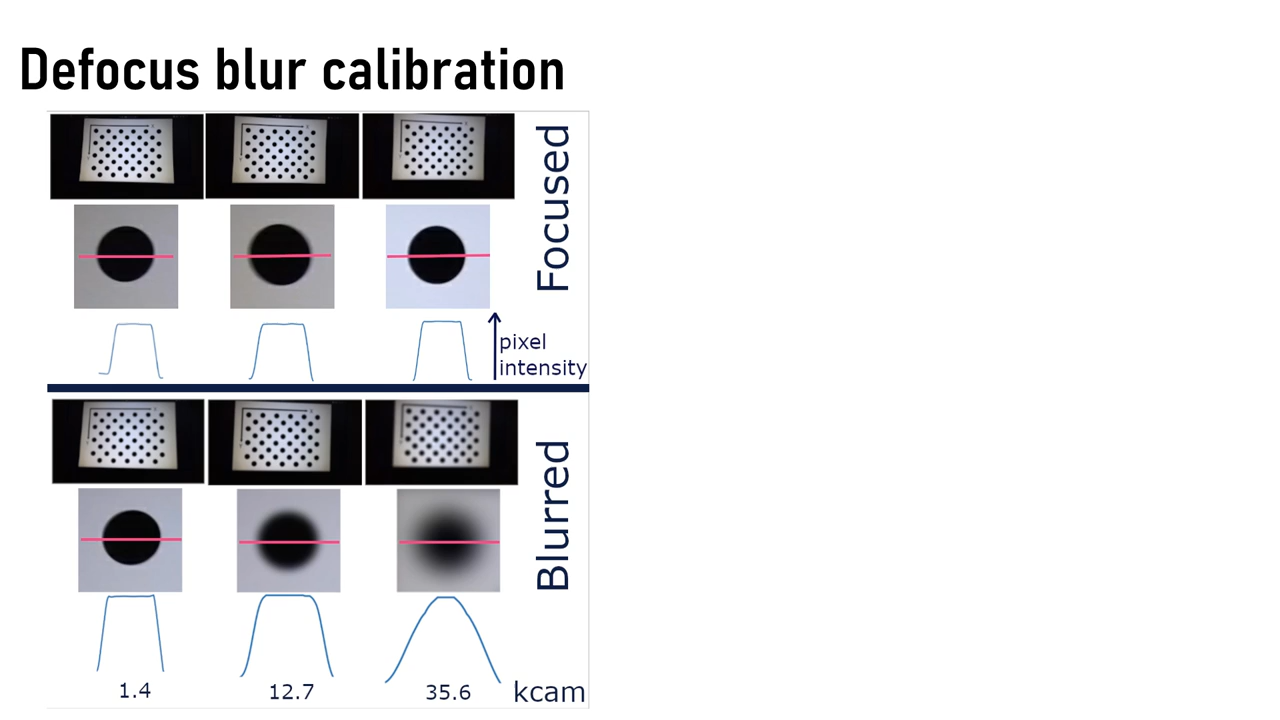 Defocus blur calibration
Focused
pixel
intensity
Blurred
1.4 12.7 35.6 kcam